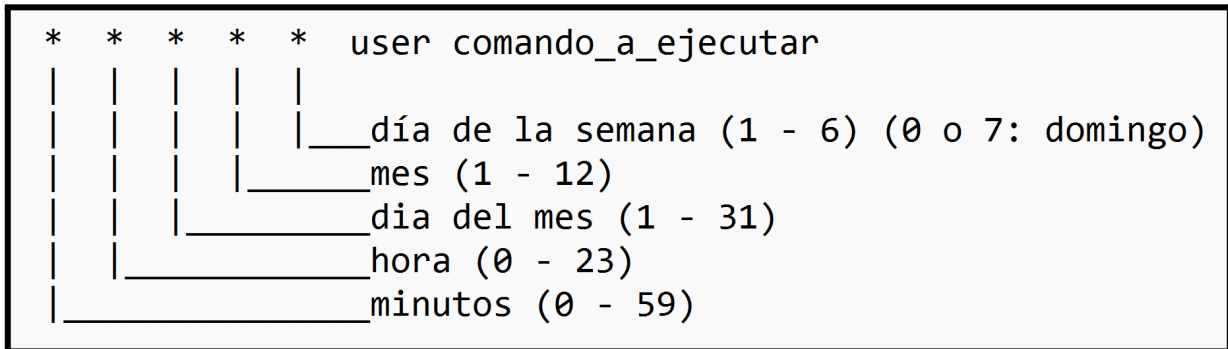 *  *  *  *  *  user comando_a_ejecutar
|  |  |  |  |
|  |  |  |  |___día de la semana (1 - 6) (0 o 7: domingo)
|  |  |  |______mes (1 - 12)
|  |  |_________dia del mes (1 - 31)
|  |____________hora (0 - 23)
|_______________minutos (0 - 59)